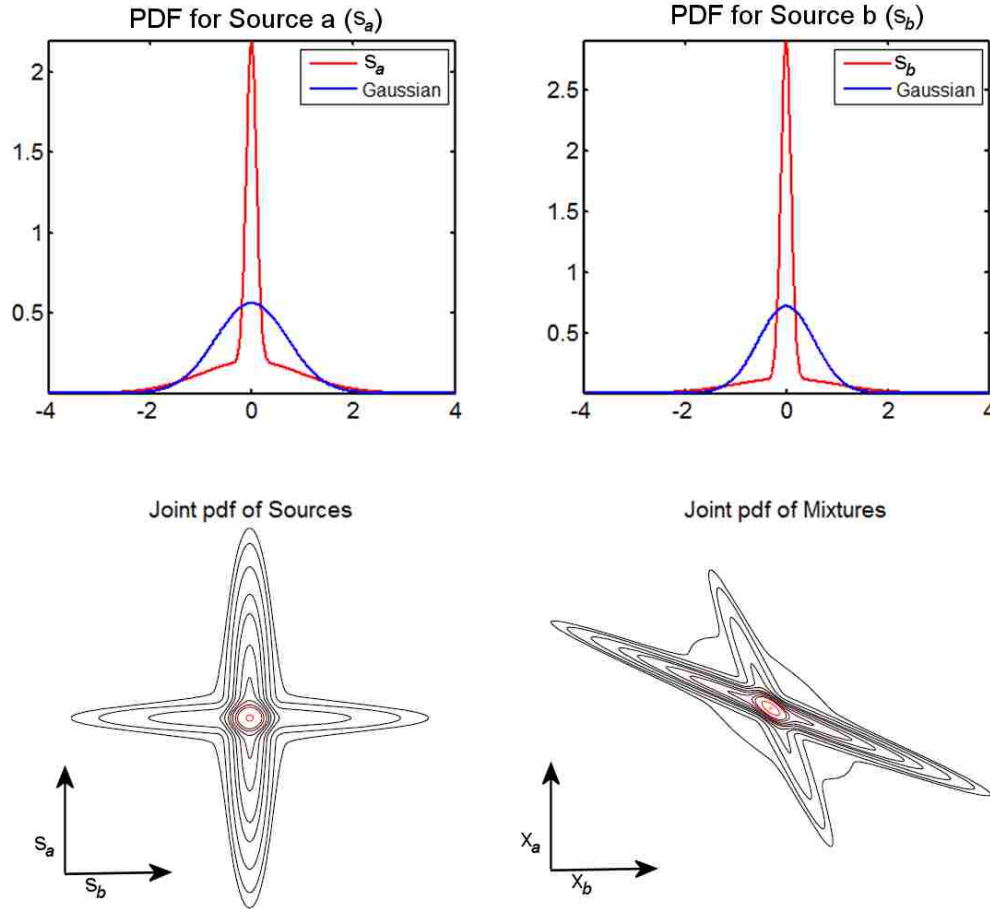 PDF for Source a (Sa)
2
1.5
1
0.5
-4
-2
0
2
4
Sa
Gaussian
PDF for Source b (Sb)
2.5
2
1.5
1
0.5
-4
-2
0
2
4
Sb
Gaussian
Joint pdf of Sources
Sa
Sb
Joint pdf of Mixtures
Xa
Xb